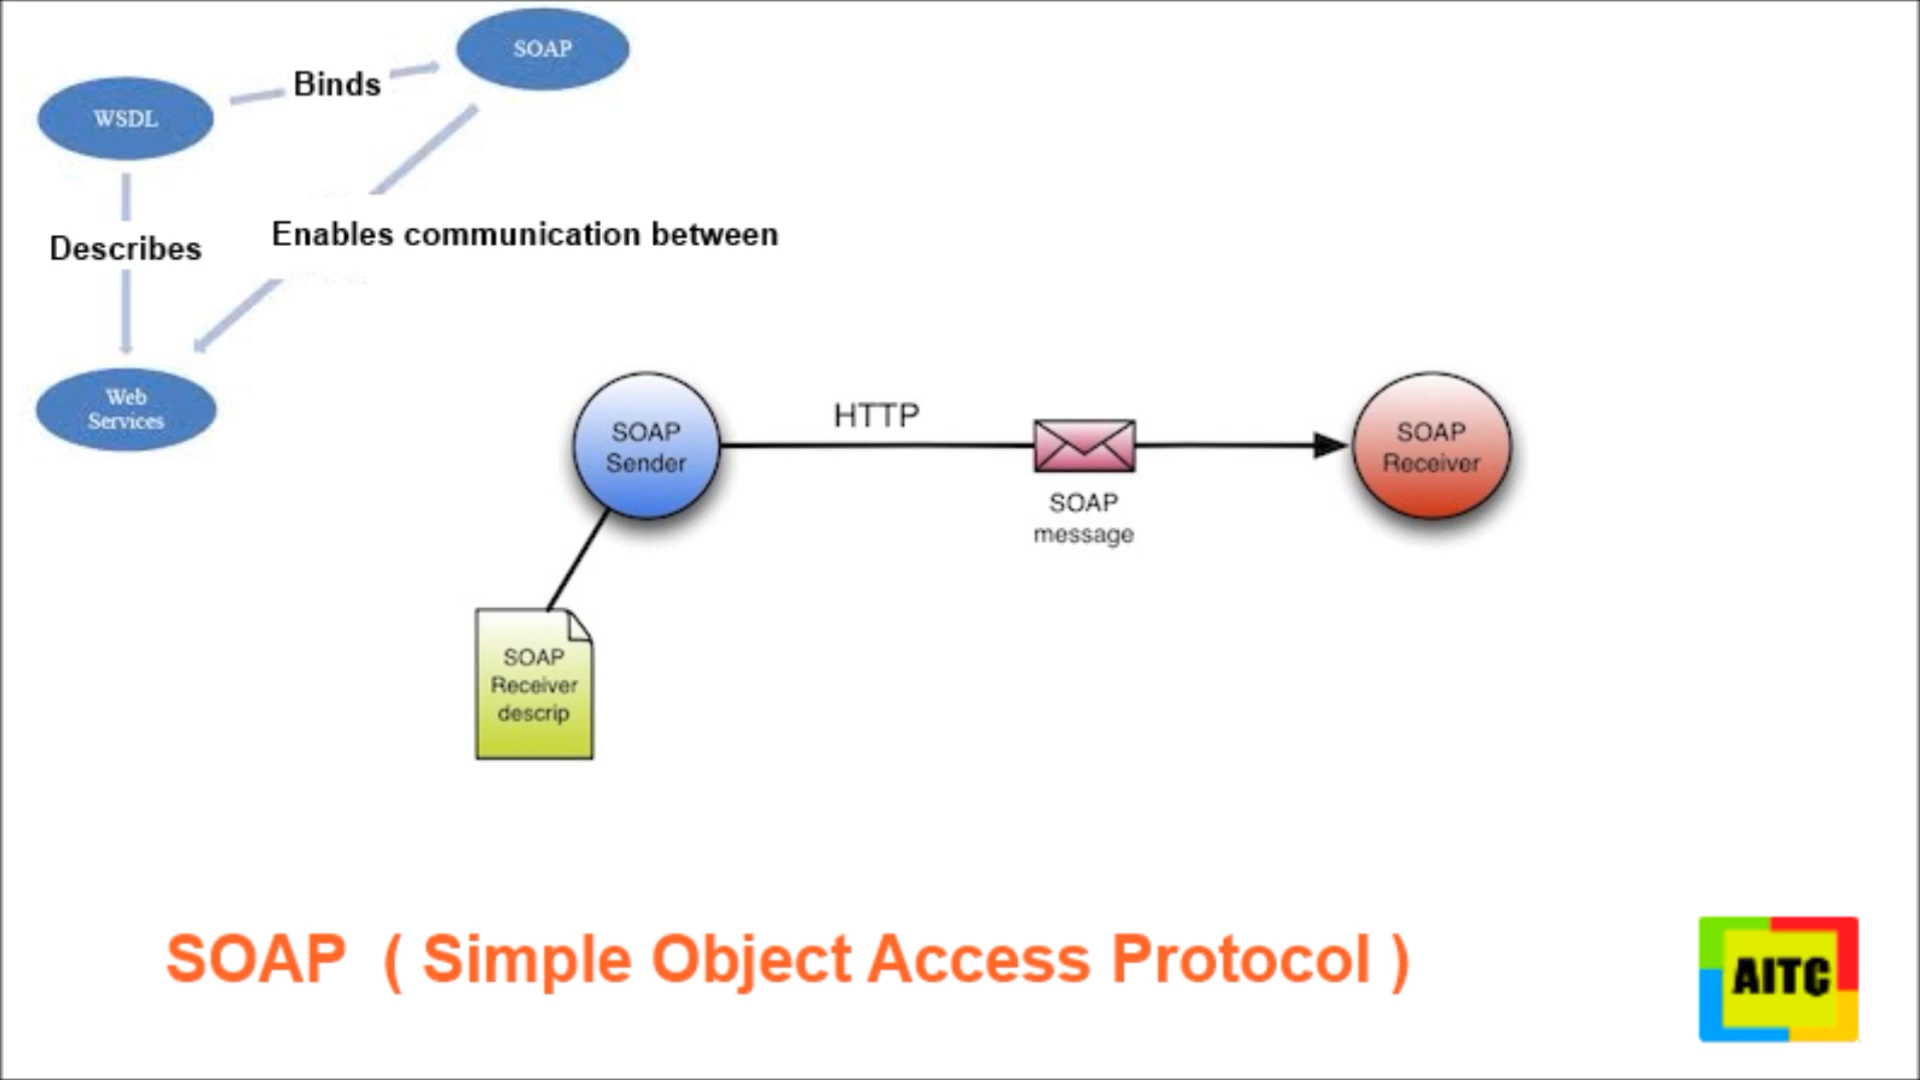 SOAP
Binds
WSDL
Describes
Enables communication between
Web
Services
SOAP
Sender
HTTP
SOAP
message
SOAP
Receiver
SOAP
Receiver
descrip
SOAP ( Simple Object Access Protocol )
AITC